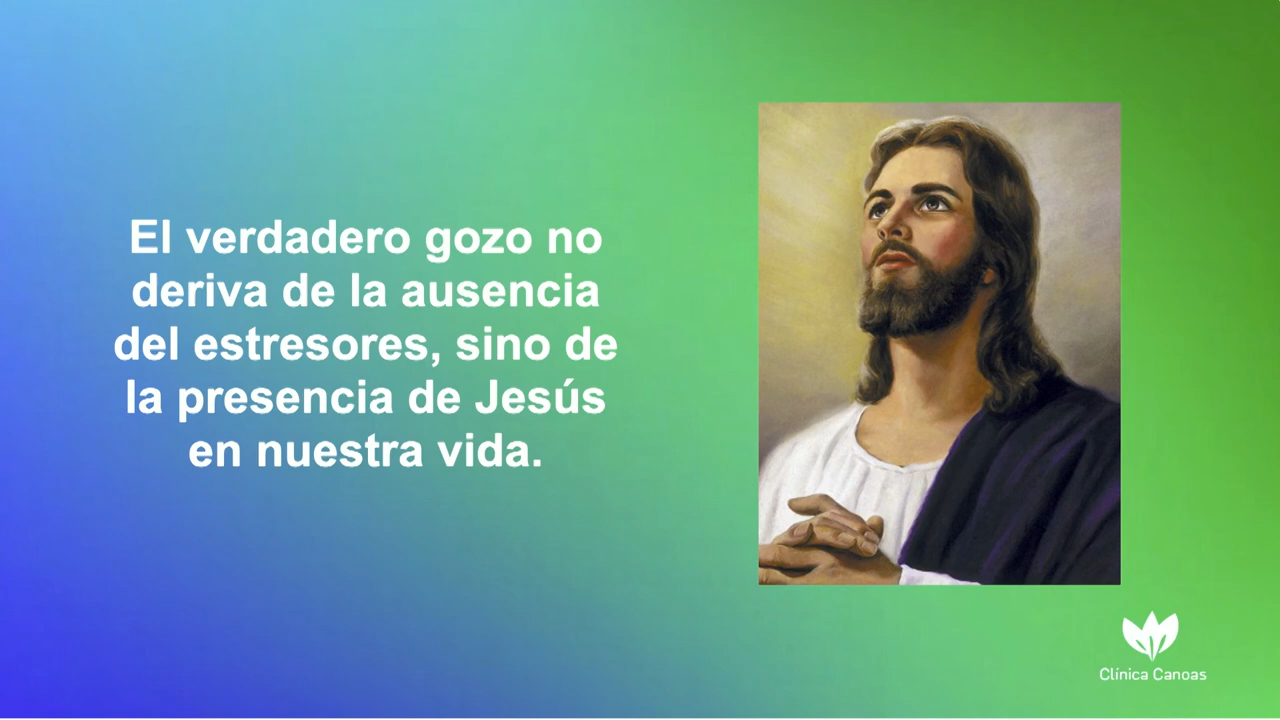 El verdadero gozo no
deriva de la ausencia
del estresores, sino de
la presencia de Jesús
en nuestra vida.
Clínica Canoas